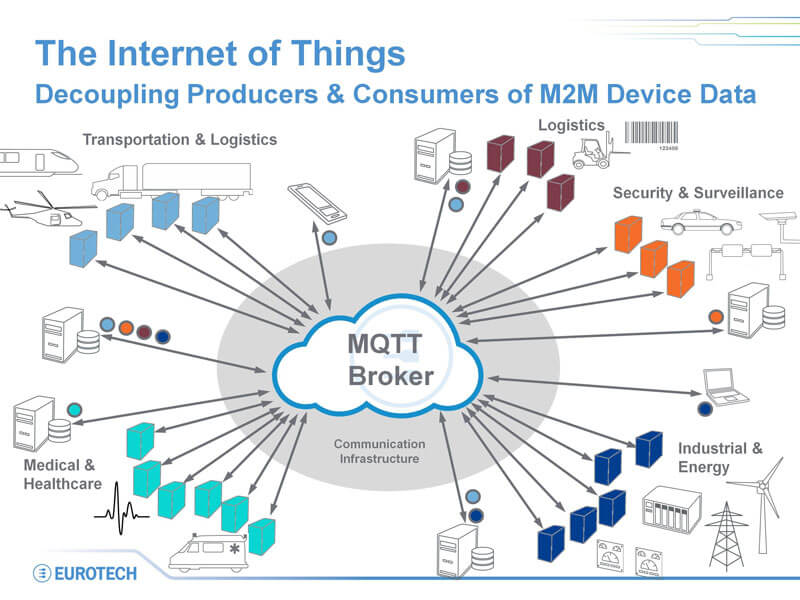 The Internet of Things
Decoupling Producers & Consumers of M2M Device Data
Transportation & Logistics
Logistics
123456
Security & Surveillance
MQTT
Broker
Communication
Infrastructure
Medical &
Healthcare
Industrial &
Energy
EUROTECH